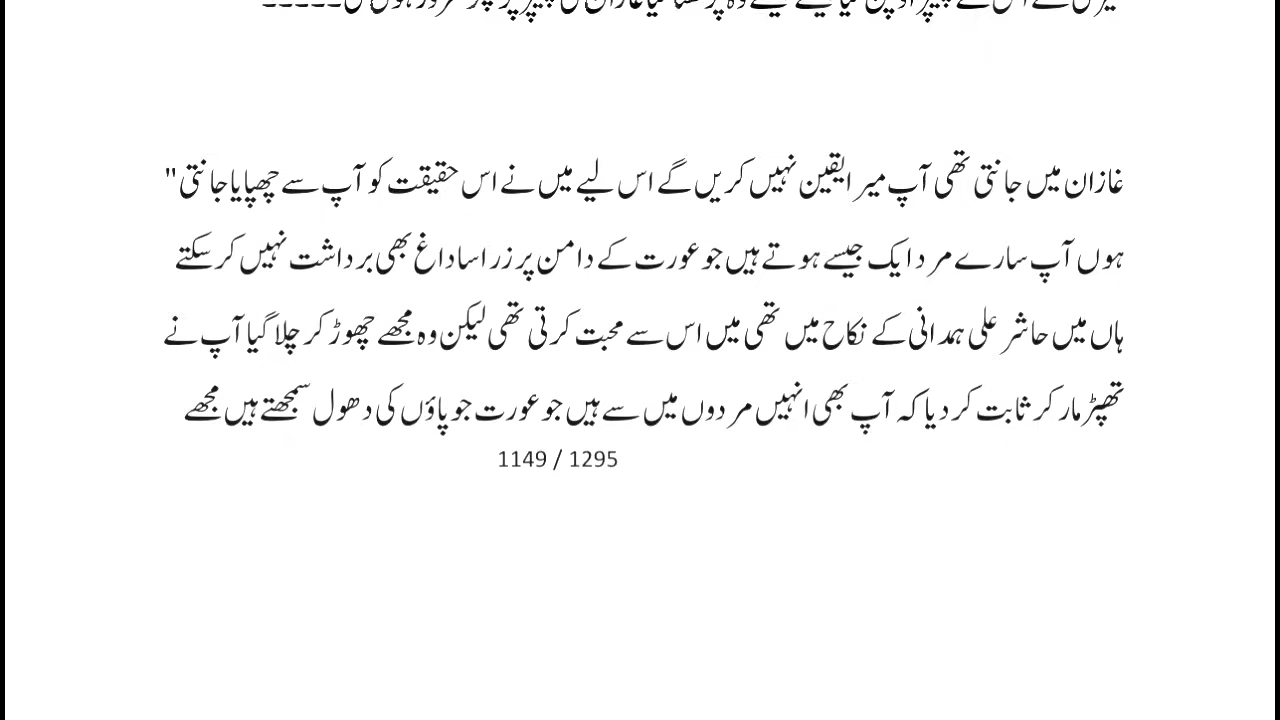 غازان میں جانتی تھی آپ میرا یقین نہیں کریں گے اس لیے میں نے اس حقیقت کو آپ سے چھپایا جانتی "
ہوں آپ سارے مرد ایک جیسے ہوتے ہیں جو عورت کے دامن پر زرا سا داغ بھی برداشت نہیں کر سکتے
ہاں میں حاشر علی ہمدانی کے نکاح میں تھی میں اس سے محبت کرتی تھی لیکن وہ مجھے چھوڑ کر چلا گیا آپ نے
تھپڑ مار کر ثابت کر دیا کہ آپ بھی انہیں مردوں میں سے ہیں جو عورت جو پاؤں کی دھول سمجھتے ہیں مجھے
1149 / 1295